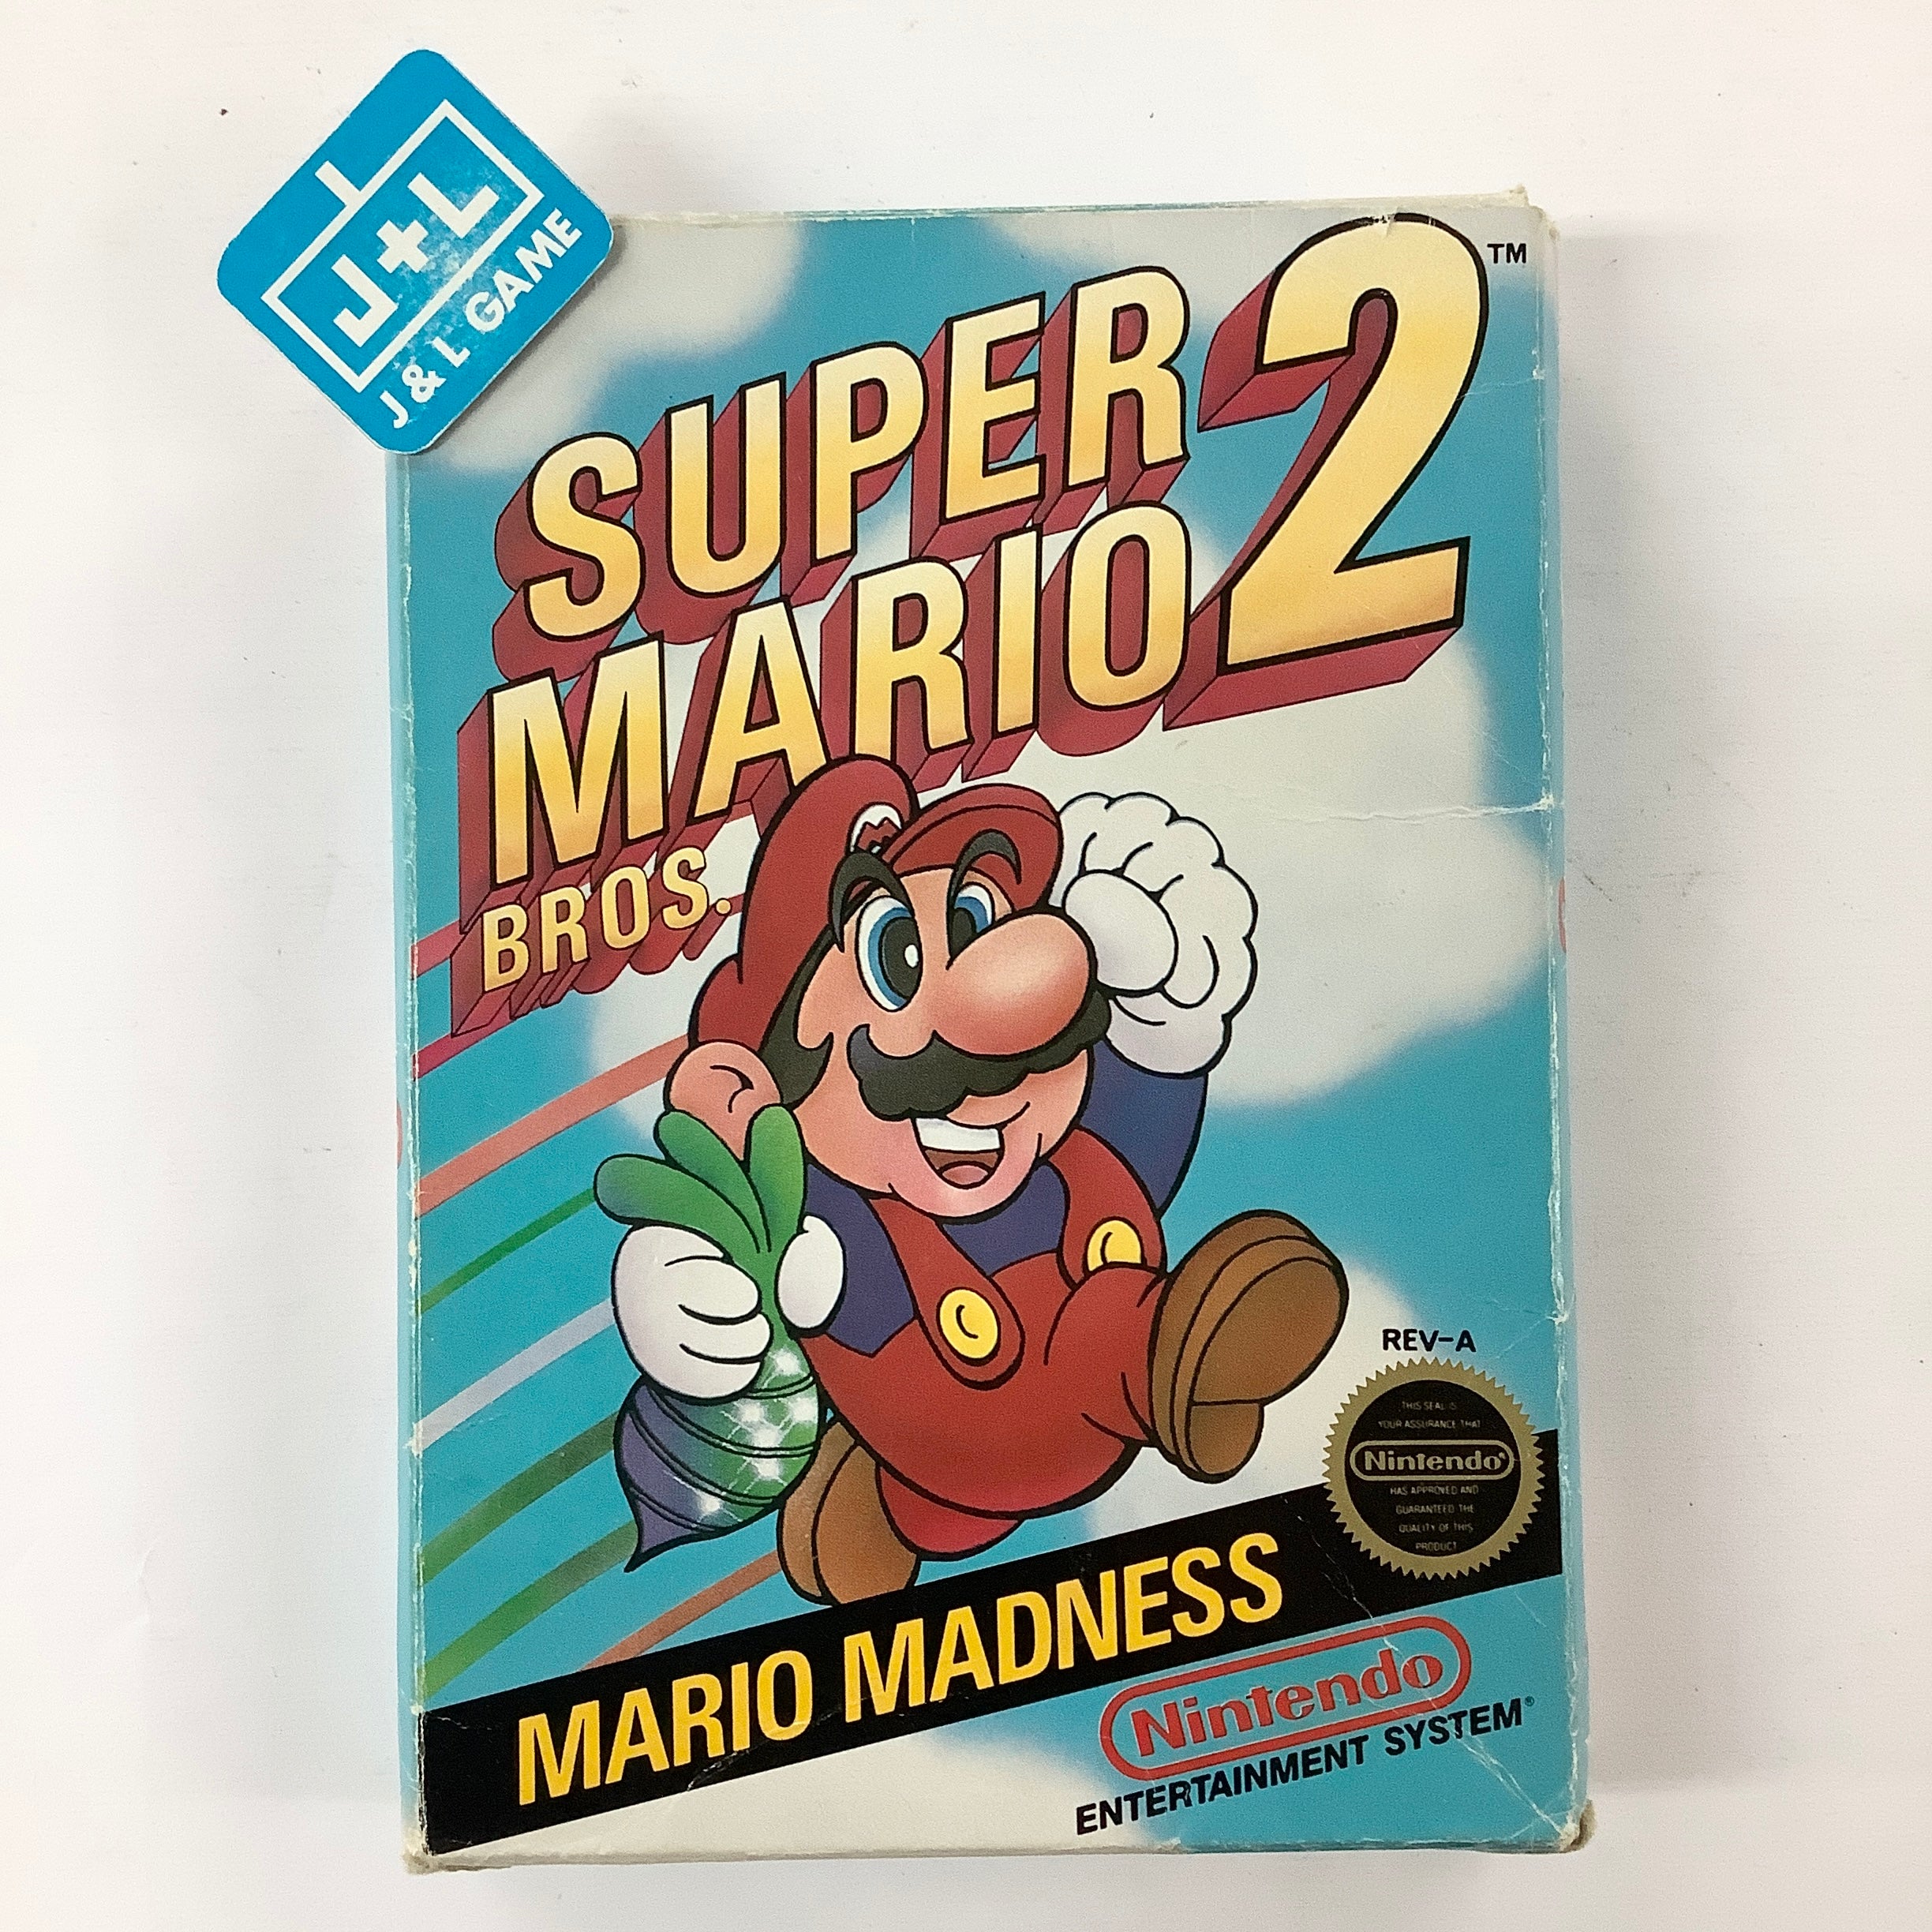 J+L
J & L GAME
SUPER
MARIO
BROS.
2
TM
REV-A
THIS SEAL IS
YOUR ASSURANCE THAT
Nintendo®
HAS APPROVED AND
GUARANTEED THE
QUALITY OF THIS
PRODUCT
MARIO MADNESS
Nintendo
ENTERTAINMENT SYSTEM®